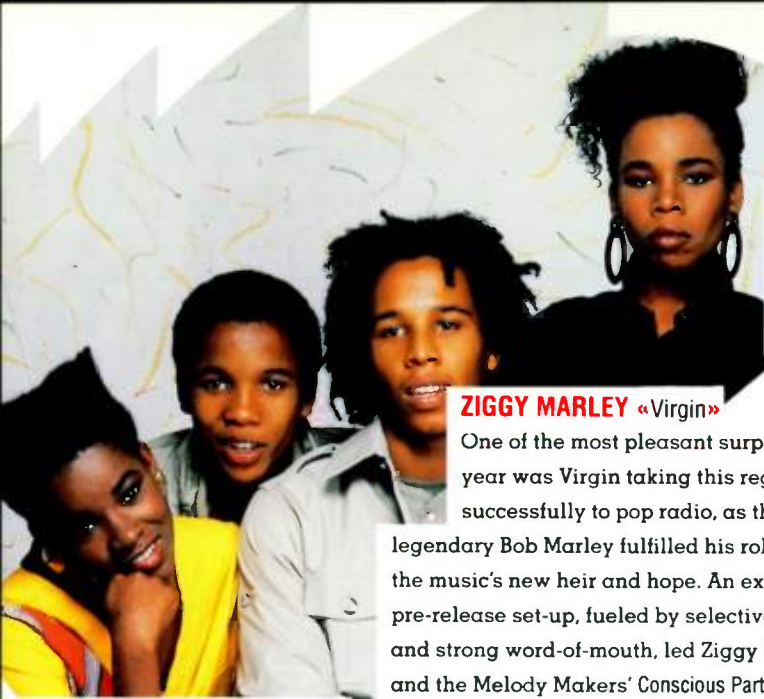 ZIGGY MARLEY «Virgin»
One of the most pleasant
year was Virgin taking this
successfully to pop radio, as
legendary Bob Marley fulfilled his
the music's new heir and hope. An
pre-release set-up, fueled by
and strong word-of-mouth, led Ziggy
and the Melody Makers' Conscious